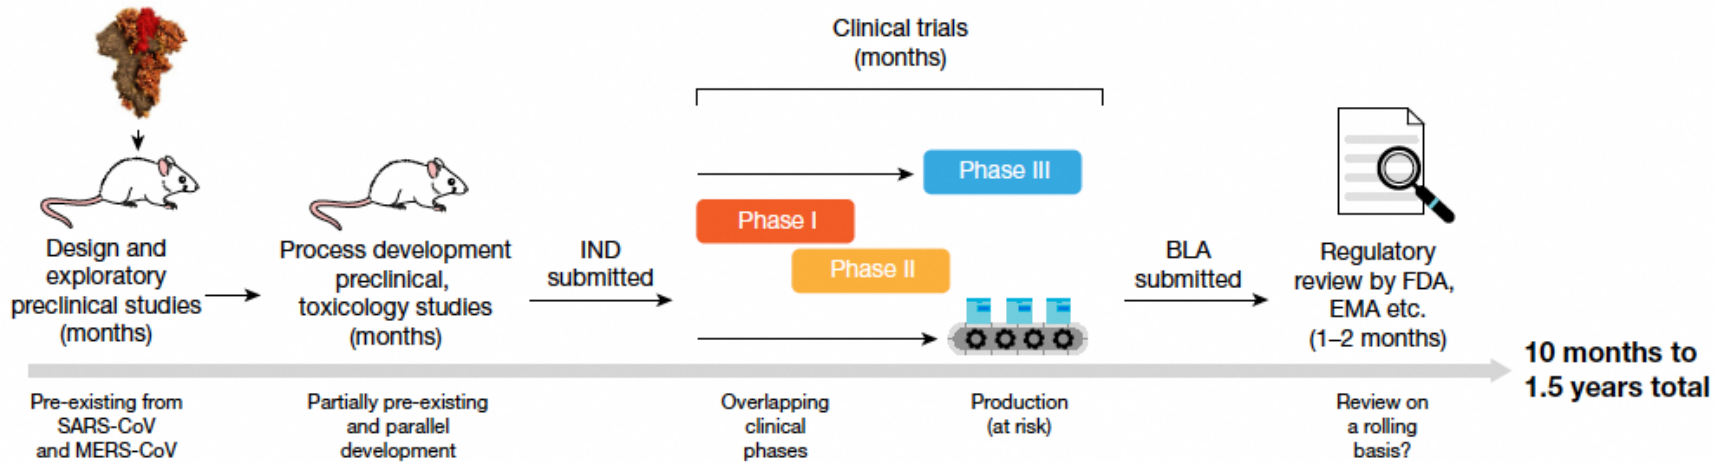 Clinical trials
(months)
Phase III
Phase I
Phase II
Design and
exploratory
preclinical studies
(months)
Process development
preclinical,
toxicology studies
(months)
IND
submitted
BLA
submitted
Regulatory
review by FDA,
EMA etc.
(1–2 months)
10 months to
1.5 years total
Pre-existing from
SARS-CoV
and MERS-CoV
Partially pre-existing
and parallel
development
Overlapping
clinical
phases
Production
(at risk)
Review on
a rolling
basis?